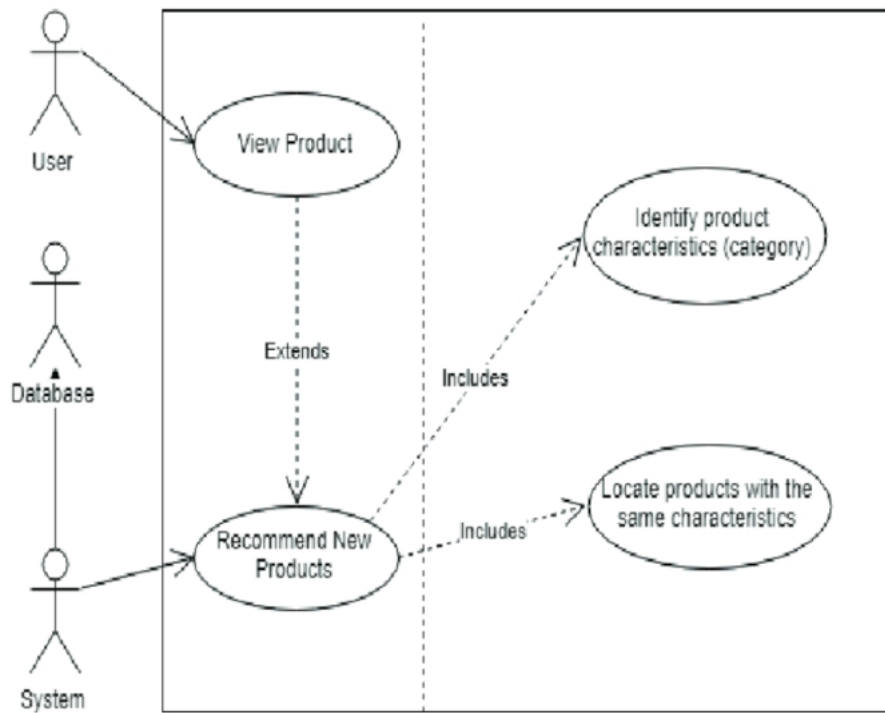 User
View Product
Identify product
characteristics (category)
Database
Extends
Includes
Locate products with the
same characteristics
Includes
Recommend New
Products
System